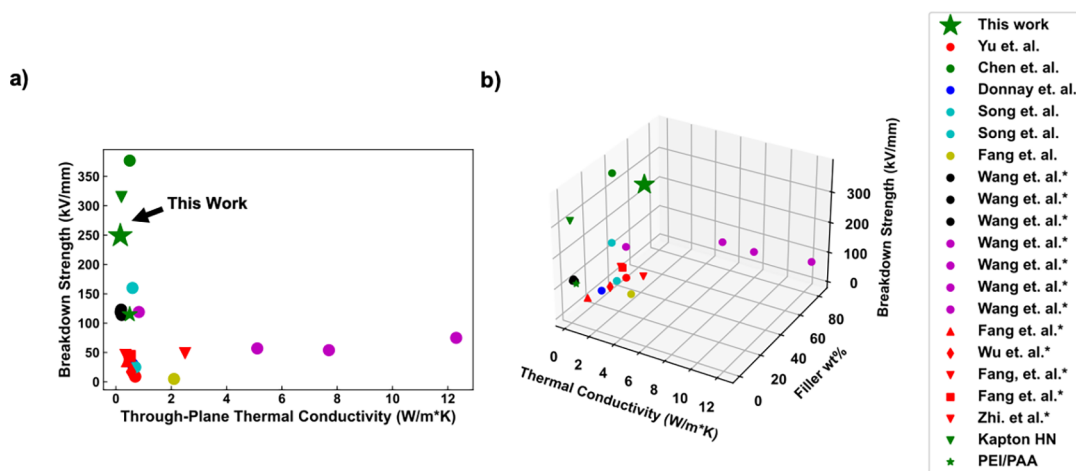 a)
Breakdown Strength (kV/mm)
350
300
250
200
150
100
50
0
This Work
0 2 4 6 8 10 12
Through-Plane Thermal Conductivity (W/m*K)
b)
Breakdown Strength (kV/mm)
300
200
100
0
Filler wt%
80
60
40
20
0
0 2 4 6 8 10 12
Thermal Conductivity (W/m*K)
This work
Yu et. al.
Chen et. al.
Donnay et. al.
Song et. al.
Song et. al.
Fang et. al.
Wang et. al.*
Wang et. al.*
Wang et. al.*
Wang et. al.*
Wang et. al.*
Wang et. al.*
Wang et. al.*
Fang et. al.*
Wu et. al.*
Fang, et. al.*
Fang et. al.*
Zhi. et al.*
Kapton HN
PEI/PAA